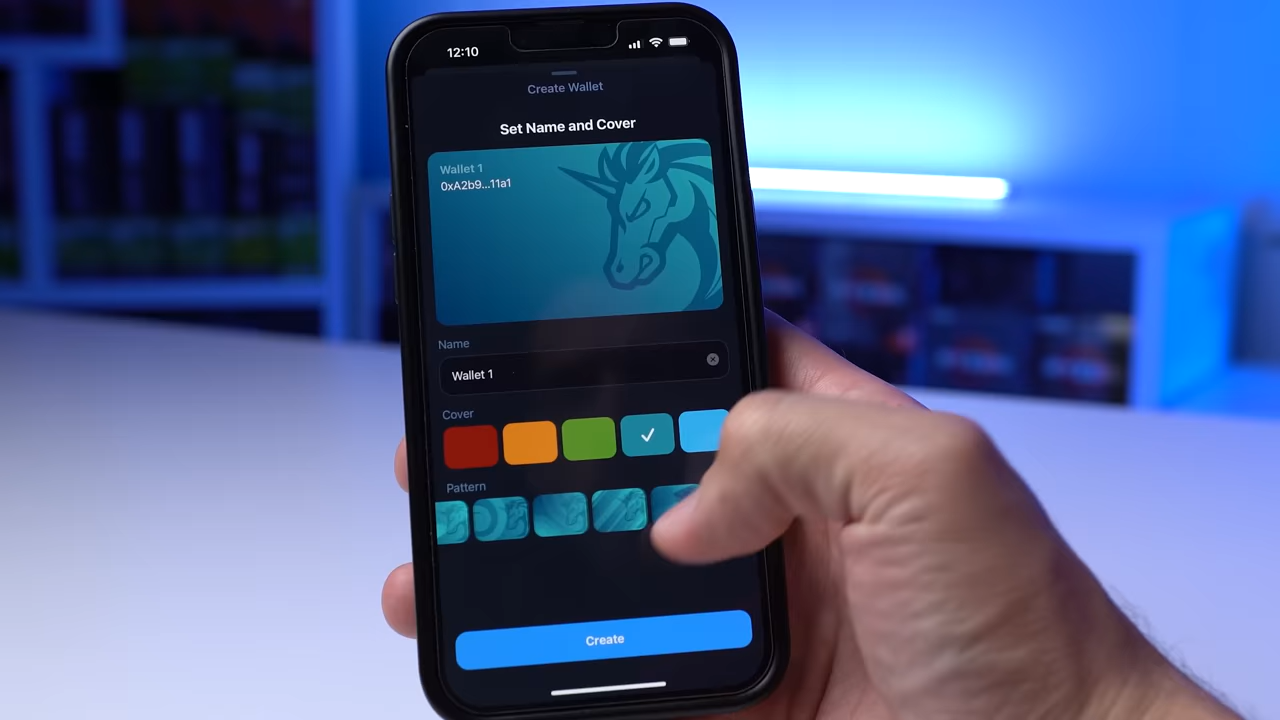 12:10
Create Wallet
Set Name and Cover
Wallet 1
0xA2b9...11a1
Name
Wallet 1
Cover
Pattern
Create